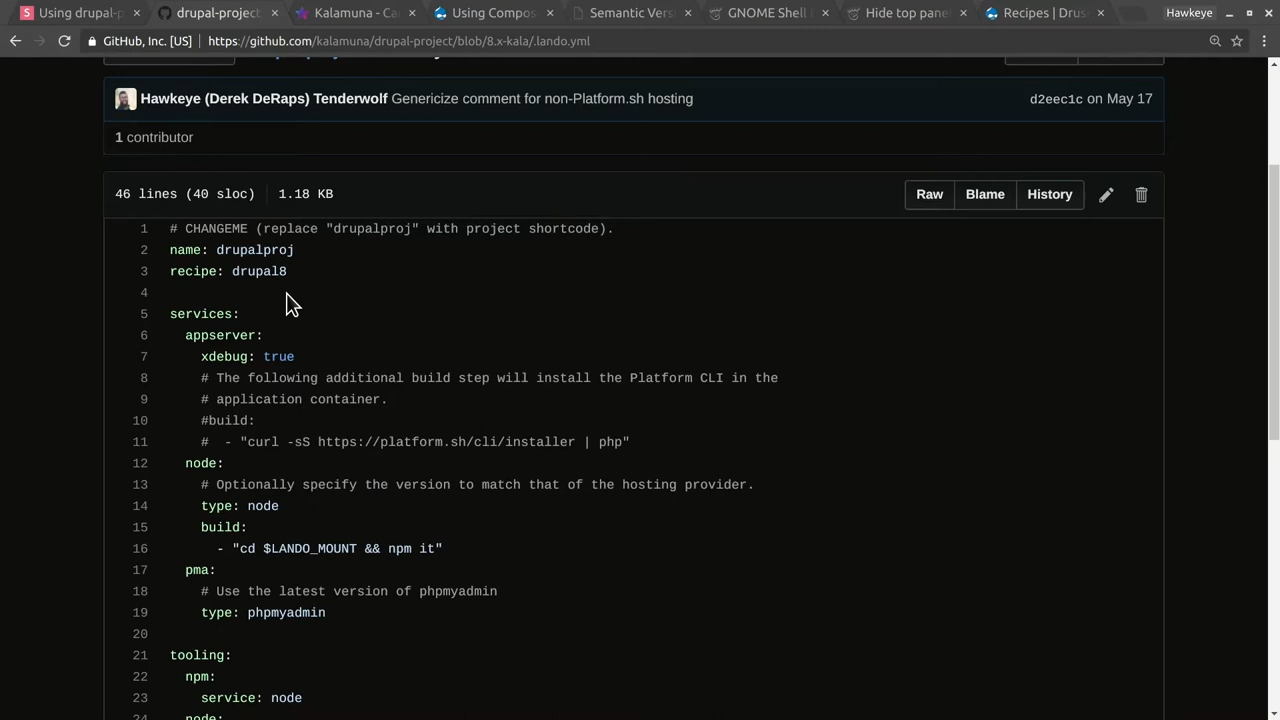 Using drupal-p
drupal-project
Kalamuna - Ca
Using Compos
Semantic Vers
GNOME Shell
Hide top pane
Recipes | Drus
Hawkeye
GitHub, Inc. [US]
https://github.com/kalamuna/drupal-project/blob/8.x-kala/.lando.yml
Hawkeye (Derek DeRaps) Tenderwolf Genericize comment for non-Platform.sh hosting
d2eec1c on May 17
1 contributor
46 lines (40 sloc)
1.18 KB
Raw
Blame
History
1 # CHANGEME (replace "drupalproj" with project shortcode).
2 name: drupalproj
3 recipe: drupal8
4
5 services:
6 appserver:
7 xdebug: true
8 # The following additional build step will install the Platform CLI in the
9 # application container.
10 #build:
11 # - "curl -sS https://platform.sh/cli/installer | php"
12 node:
13 # Optionally specify the version to match that of the hosting provider.
14 type: node
15 build:
16 - "cd $LANDO_MOUNT && npm it"
17 pma:
18 # Use the latest version of phpmyadmin
19 type: phpmyadmin
20
21 tooling:
22 npm:
23 service: node
24 node: